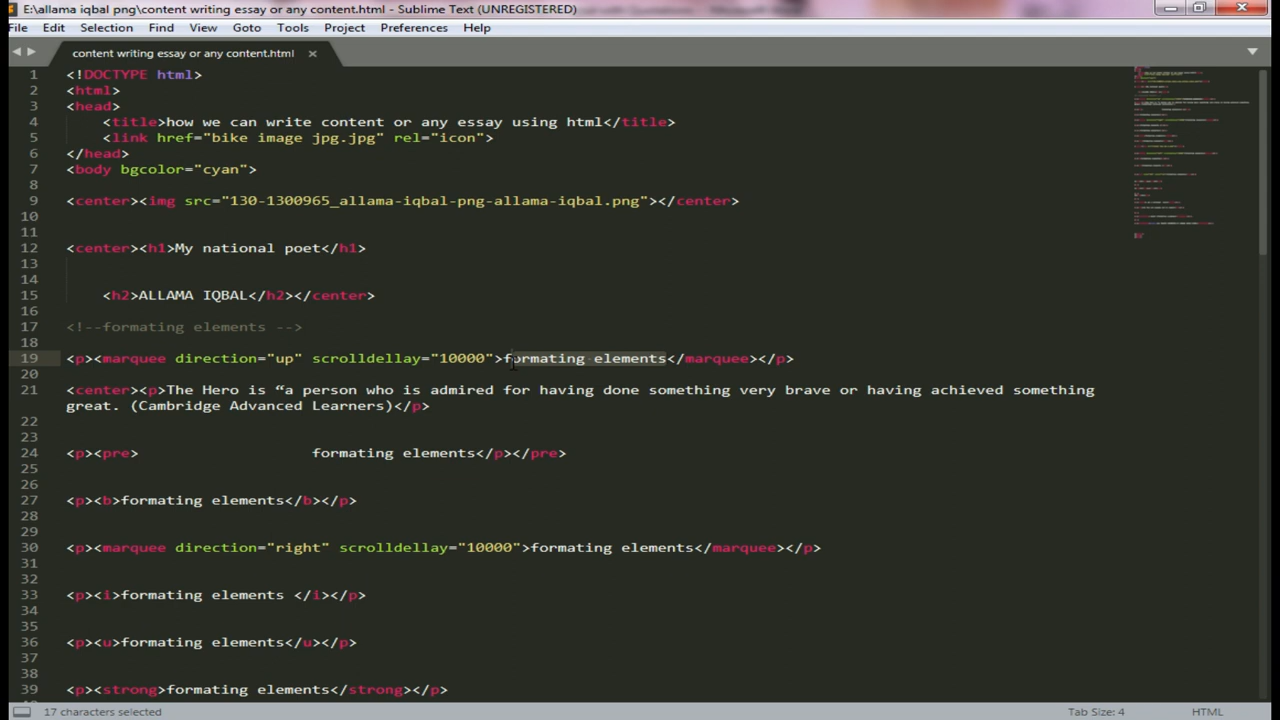 E:\allama iqbal png\content writing essay or any content.html - Sublime Text (UNREGISTERED)
File Edit Selection Find View Goto Tools Project Preferences Help
content writing essay or any content.html
1 <!DOCTYPE html>
2 <html>
3 <head>
4 <title>how we can write content or any essay using html</title>
5 <link href="bike image jpg.jpg" rel="icon">
6 </head>
7 <body bgcolor="cyan">
8
9 <center><img src="130-1300965_allama-iqbal-png-allama-iqbal.png"></center>
10
11
12 <center><h1>My national poet</h1>
13
14
15 <h2>ALLAMA IQBAL</h2></center>
16
17 <!--formating elements -->
18
19 <p><marquee direction="up" scrolldellay="10000">formating elements</marquee></p>
20
21 <center><p>The Hero is “a person who is admired for having done something very brave or having achieved something
great. (Cambridge Advanced Learners)</p>
22
23
24 <p><pre> formating elements</p></pre>
25
26
27 <p><b>formating elements</b></p>
28
29
30 <p><marquee direction="right" scrolldellay="10000">formating elements</marquee></p>
31
32
33 <p><i>formating elements </i></p>
34
35
36 <p><u>formating elements</u></p>
37
38
39 <p><strong>formating elements</strong></p>
17 characters selected Tab Size: 4 HTML